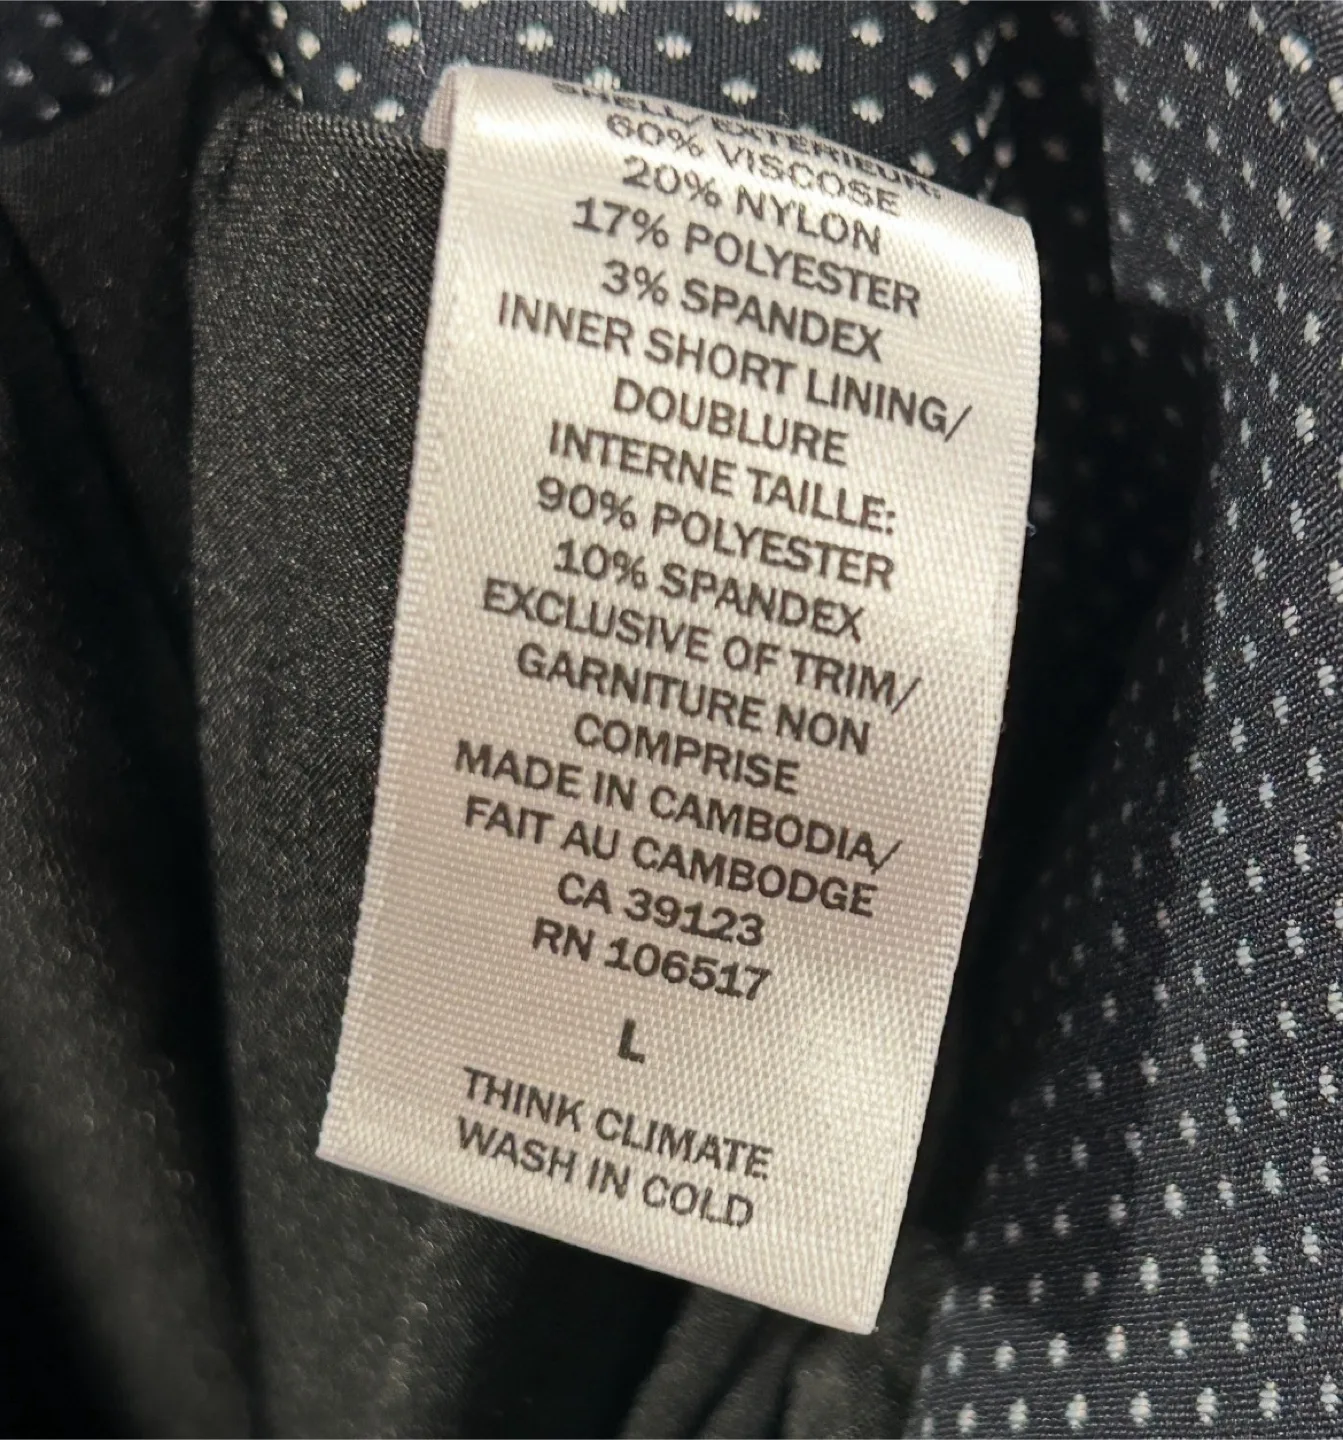 SHELL/EXTERIEUR:
60% VISCOSE
20% NYLON
17% POLYESTER
3% SPANDEX
INNER SHORT LINING/
DOUBLURE
INTERNE TAILLE:
90% POLYESTER
10% SPANDEX
EXCLUSIVE OF TRIM/
GARNITURE NON
COMPRISE
MADE IN CAMBODIA/
FAIT AU CAMBODGE
CA 39123
RN 106517
L
THINK CLIMATE
WASH IN COLD